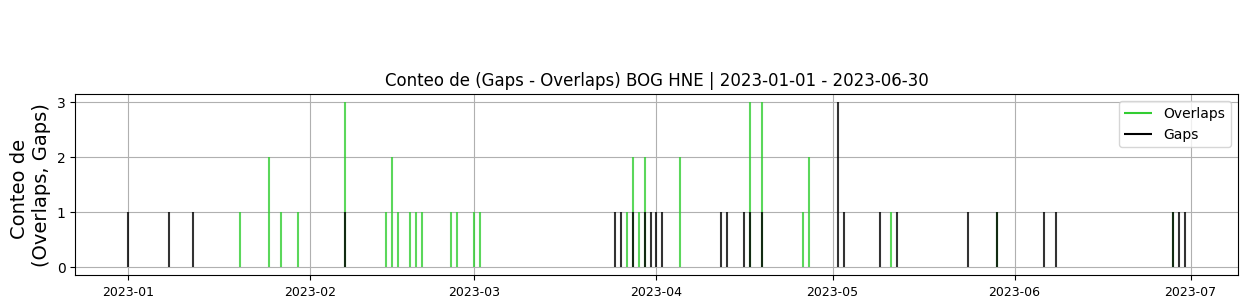 Conteo de (Gaps - Overlaps) BOG HNE | 2023-01-01 - 2023-06-30
Conteo de
(Overlaps, Gaps)
3
2
1
0
Overlaps
Gaps
2023-01
2023-02
2023-03
2023-04
2023-05
2023-06
2023-07